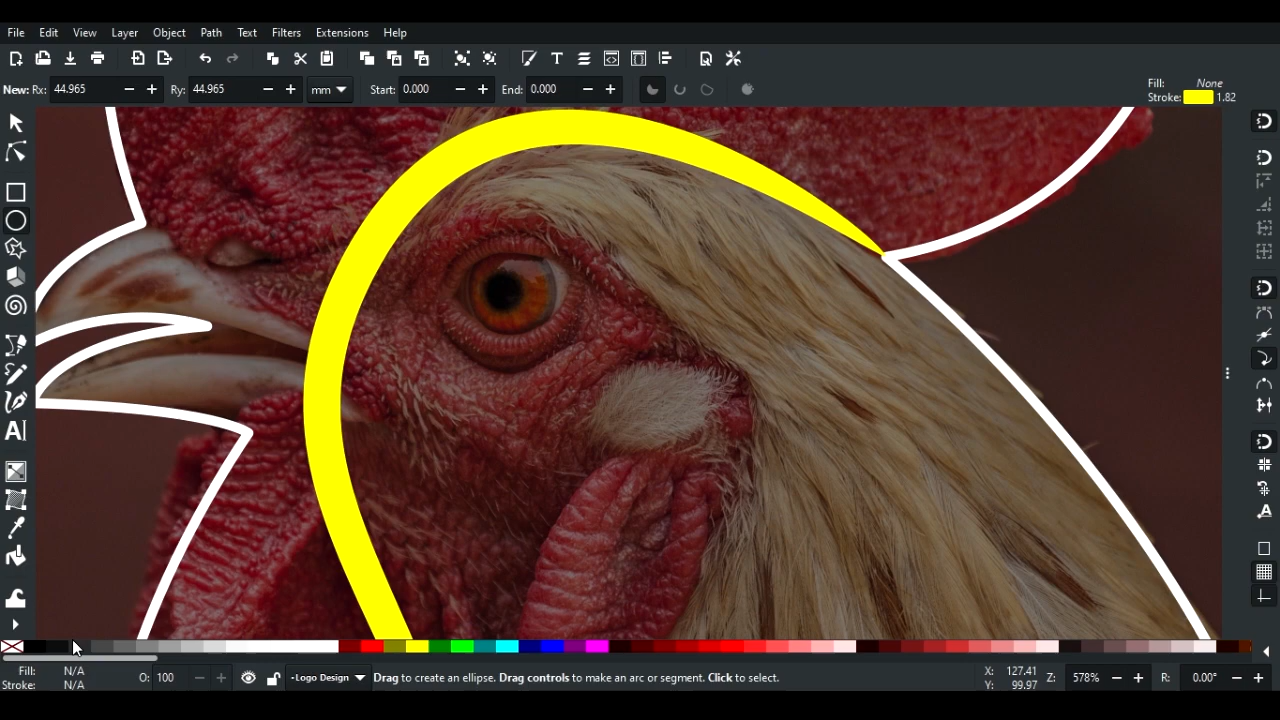 File Edit View Layer Object Path Text Filters Extensions Help
New: Rx: 44.965 Ry: 44.965 mm Start: 0.000 End: 0.000
Fill: None
Stroke: 1.82
Fill: N/A
Stroke: N/A
O: 100
•Logo Design
Drag to create an ellipse. Drag controls to make an arc or segment. Click to select.
X: 127.41
Y: 99.97
Z: 578%
R: 0.00°